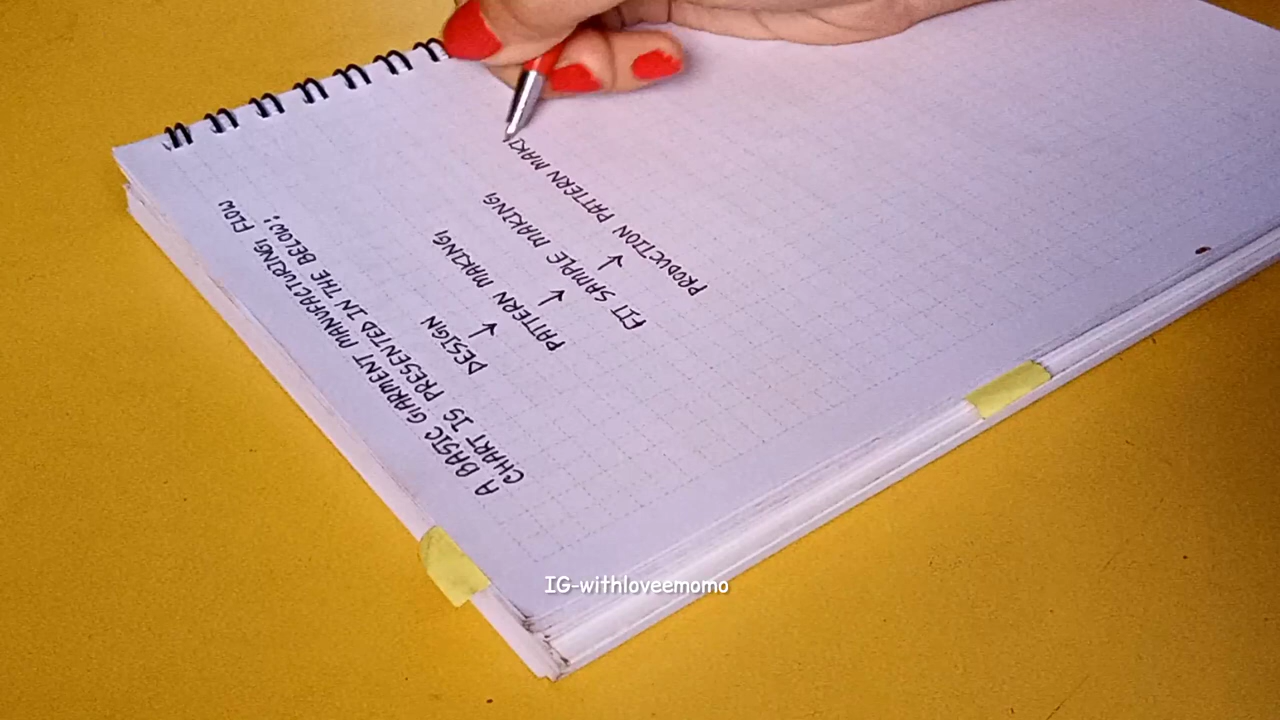 A BASIC GARMENT MANUFACTURING FLOW
CHART IS PRESENTED IN THE BELOW:
DESIGN
↓
PATTERN MAKING
↓
FIT SAMPLE MAKING
↓
PRODUCTION PATTERN MAKI
IG-withloveemomo